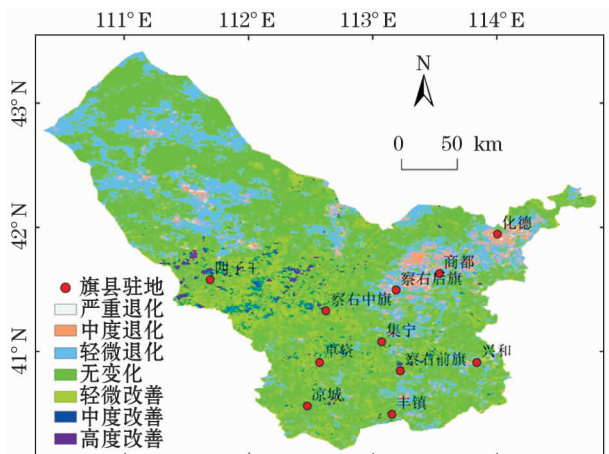 111°E 112°E 113°E 114°E
43°N
42°N
41°N
N
0 50 km
化德
商都
察右后旗
四子王
察右中旗
集宁
卓资
察右前旗
兴和
凉城
丰镇
旗县驻地
严重退化
中度退化
轻微退化
无变化
轻微改善
中度改善
高度改善